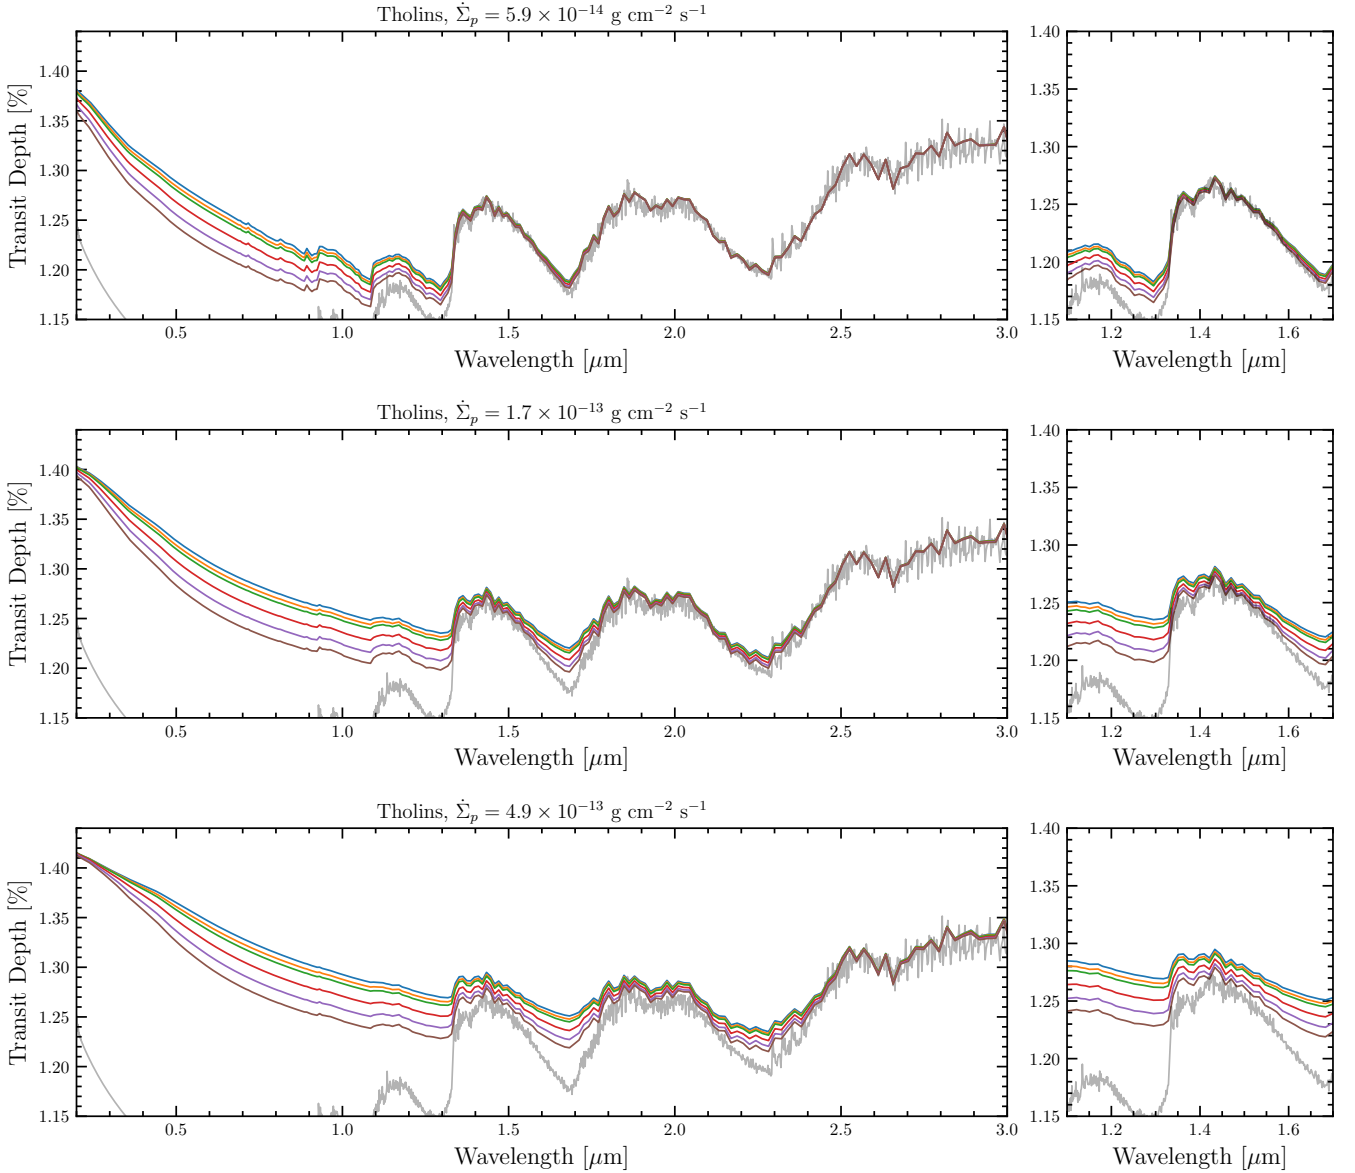 Tholins, Σ̇_p = 5.9 × 10⁻¹⁴ g cm⁻² s⁻¹
Transit Depth [%]
1.40
1.35
1.30
1.25
1.20
1.15
0.5 1.0 1.5 2.0 2.5 3.0
Wavelength [μm]
1.40
1.35
1.30
1.25
1.20
1.15
1.2 1.4 1.6
Wavelength [μm]
Tholins, Σ̇_p = 1.7 × 10⁻¹³ g cm⁻² s⁻¹
Transit Depth [%]
1.40
1.35
1.30
1.25
1.20
1.15
0.5 1.0 1.5 2.0 2.5 3.0
Wavelength [μm]
1.40
1.35
1.30
1.25
1.20
1.15
1.2 1.4 1.6
Wavelength [μm]
Tholins, Σ̇_p = 4.9 × 10⁻¹³ g cm⁻² s⁻¹
Transit Depth [%]
1.40
1.35
1.30
1.25
1.20
1.15
0.5 1.0 1.5 2.0 2.5 3.0
Wavelength [μm]
1.40
1.35
1.30
1.25
1.20
1.15
1.2 1.4 1.6
Wavelength [μm]